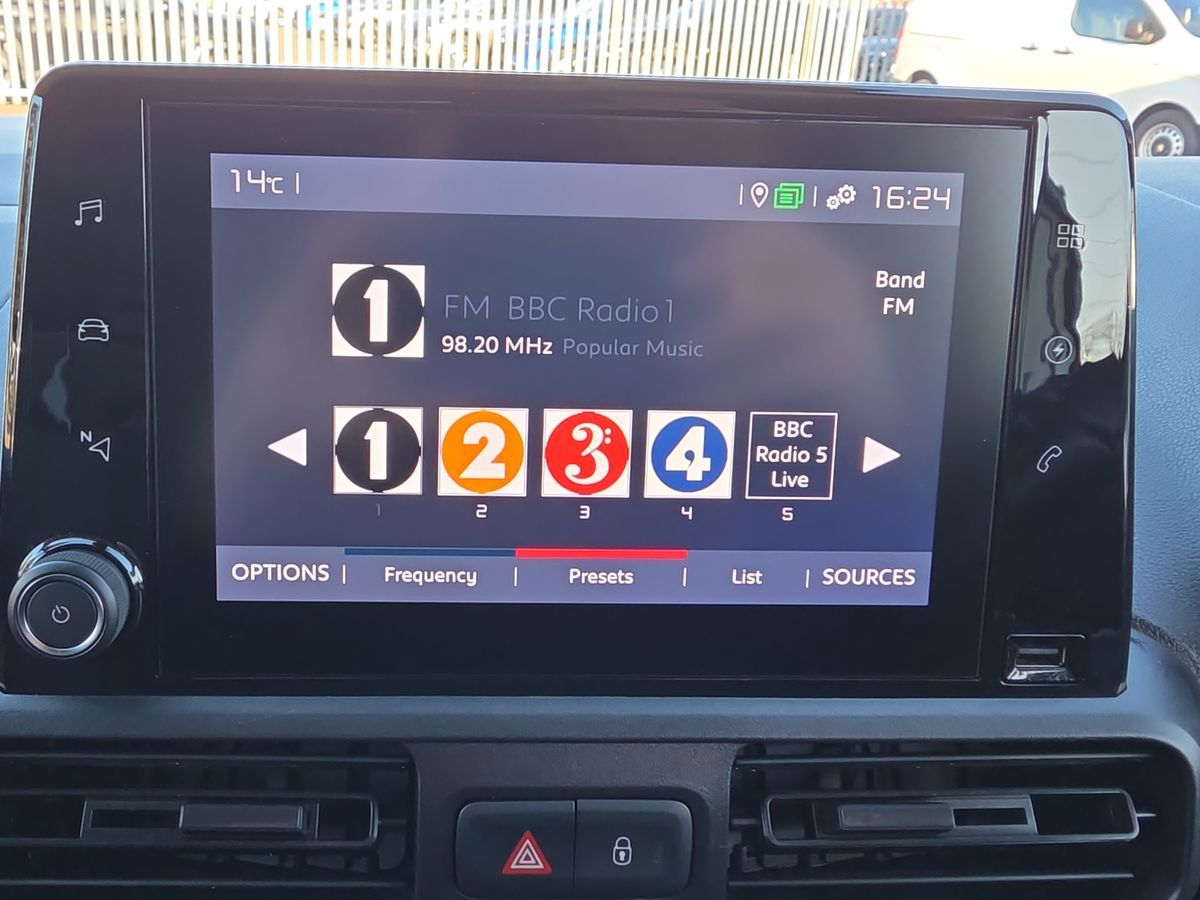 14°C
16:24
Band
FM
1
FM BBC Radio1
98.20 MHz Popular Music
1 2 3: 4 BBC
Radio 5
Live
1 2 3 4 5
N
OPTIONS | Frequency | Presets | List | SOURCES